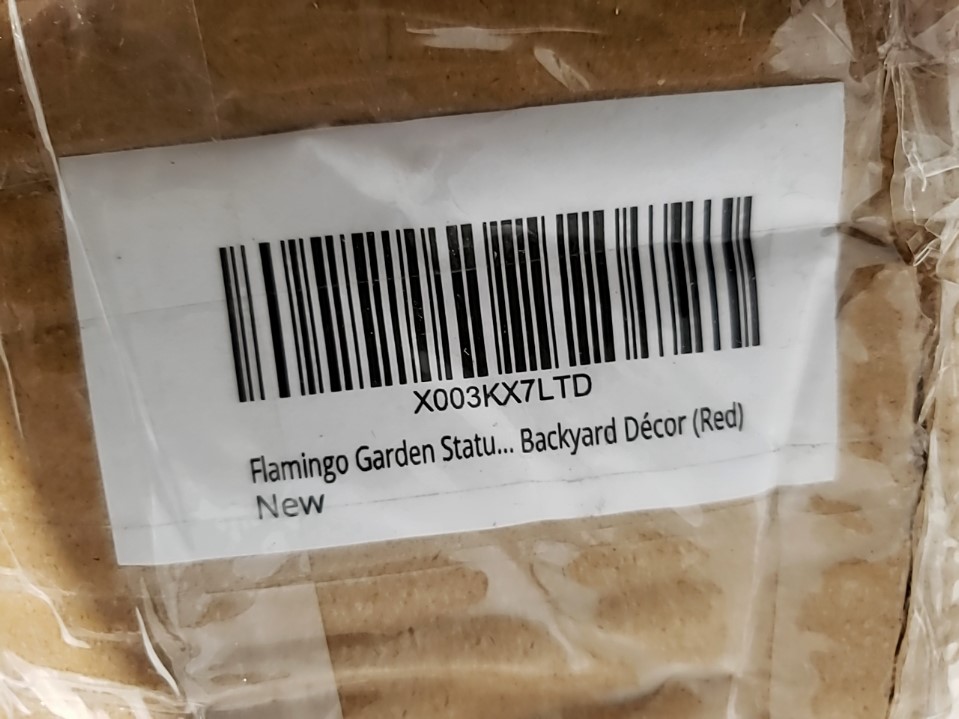 X003KX7LTD
Flamingo Garden Statu... Backyard Décor (Red)
New